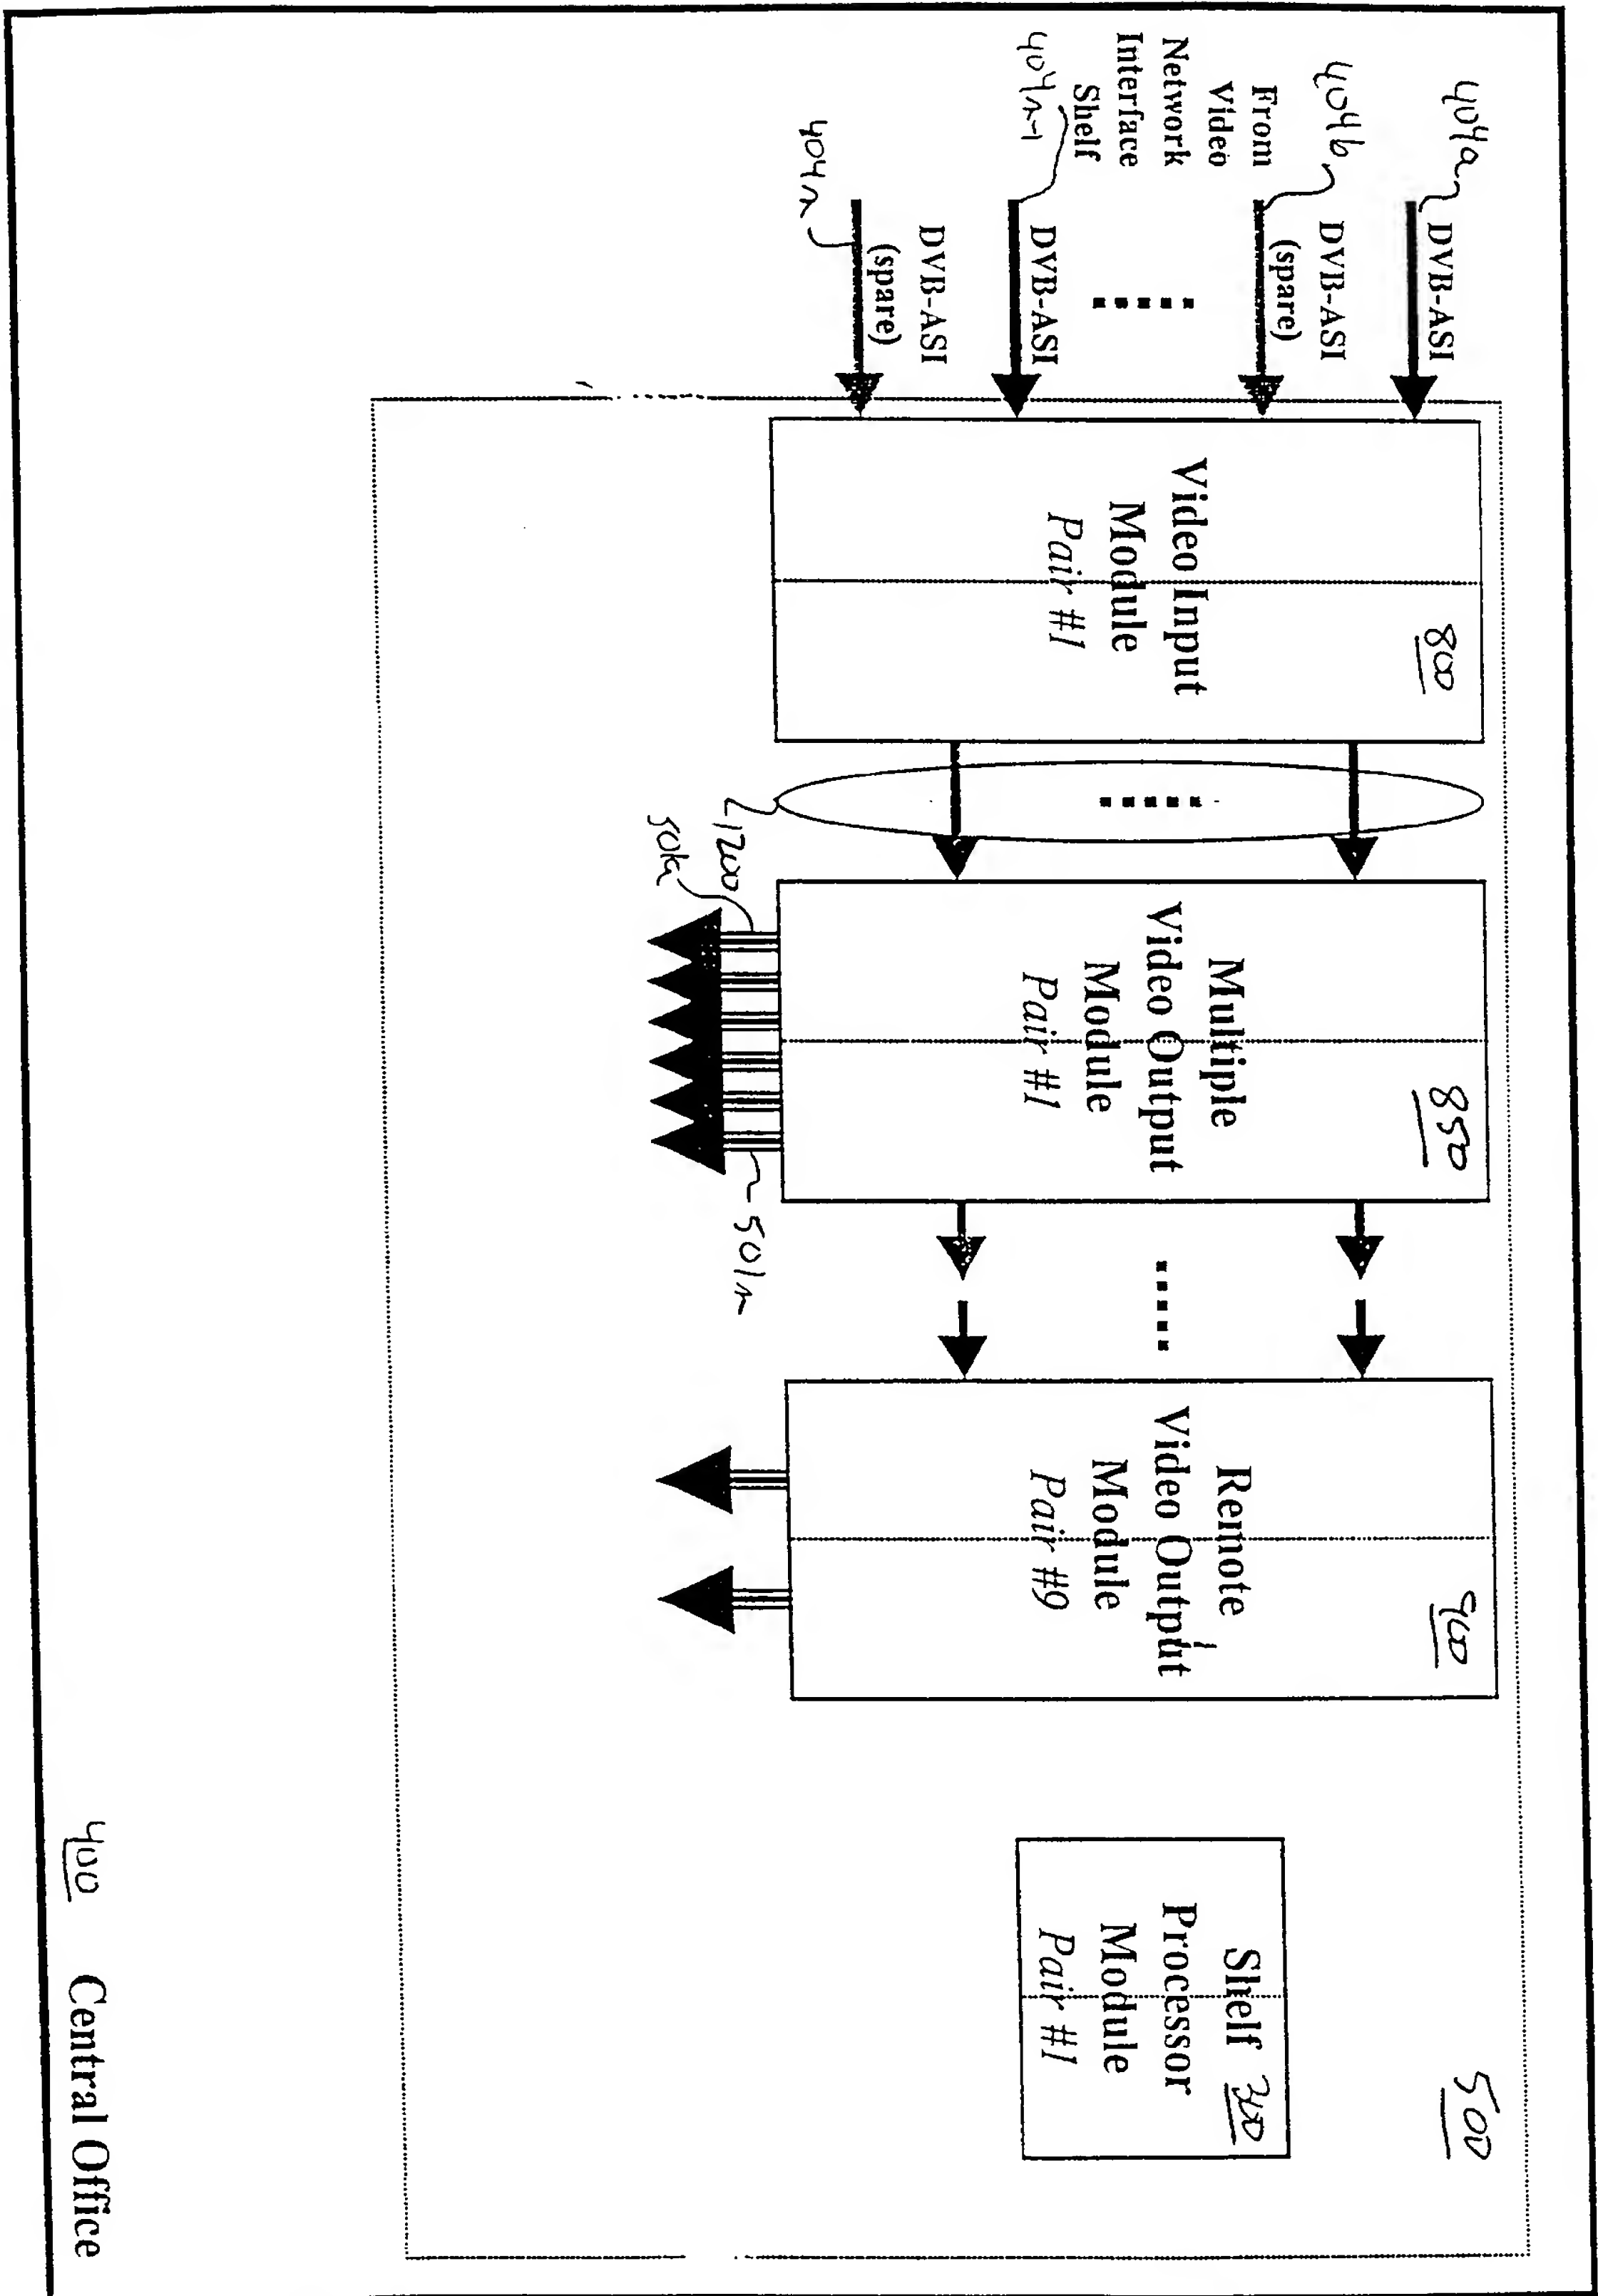 404a
DVB-ASI
404b
DVB-ASI
(spare)
From
Video
Network
Interface
Shelf
404n-1
DVB-ASI
DVB-ASI
(spare)
404n
800
Video Input
Module
Pair #1
1200
850
Multiple
Video Output
Module
Pair #1
501a
501n
900
Remote
Video Output
Module
Pair #9
500
Shelf 300
Processor
Module
Pair #1
400 Central Office